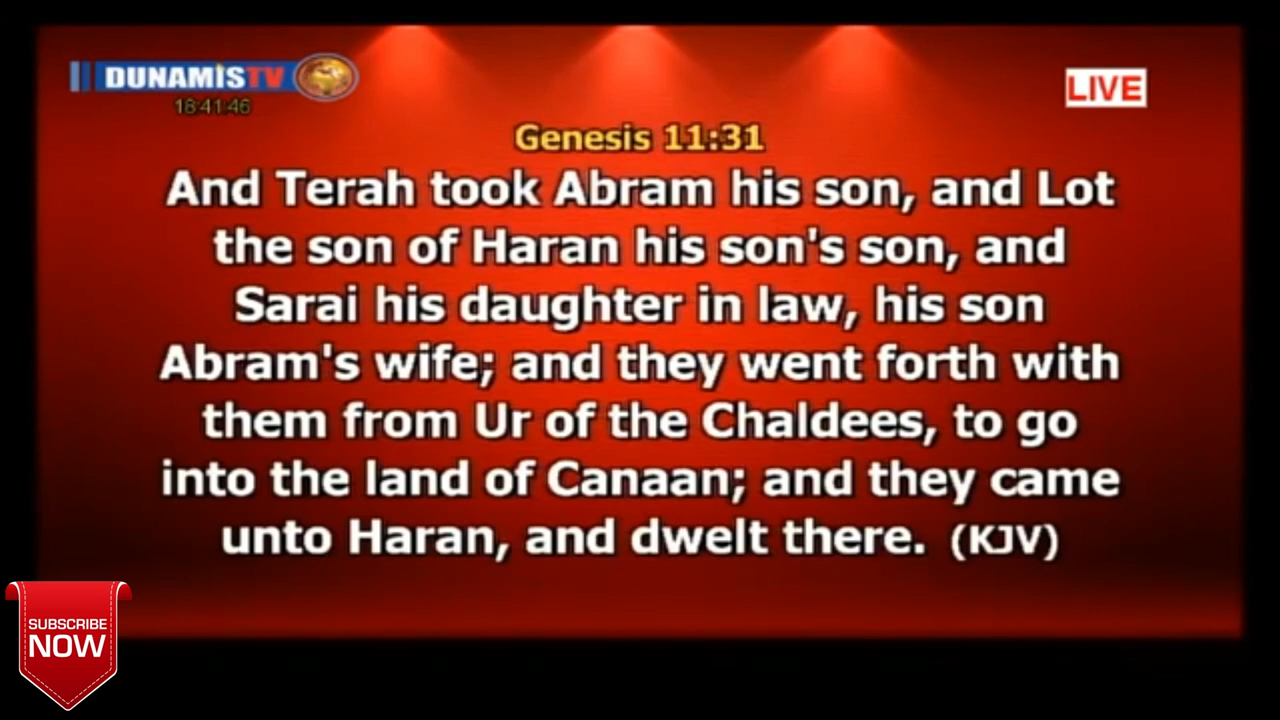 DUNAMIS TV
18:41:46
LIVE
Genesis 11:31
And Terah took Abram his son, and Lot
the son of Haran his son's son, and
Sarai his daughter in law, his son
Abram's wife; and they went forth with
them from Ur of the Chaldees, to go
into the land of Canaan; and they came
unto Haran, and dwelt there. (KJV)
SUBSCRIBE
NOW